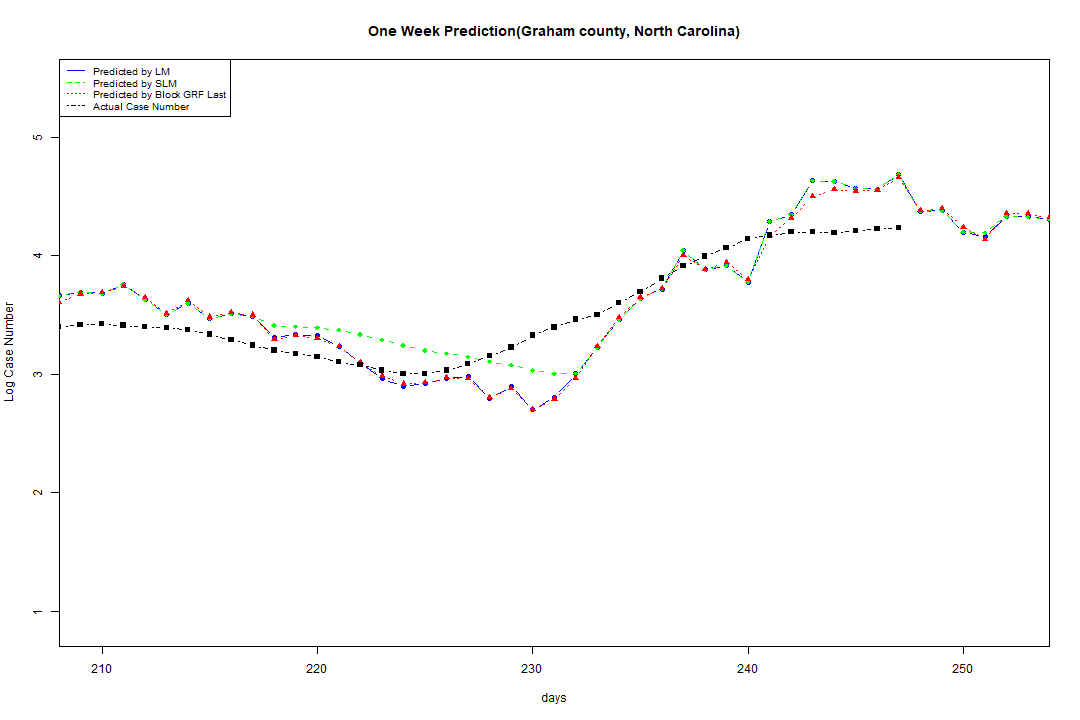 One Week Prediction(Graham county, North Carolina)
Predicted by LM
Predicted by SLM
Predicted by Block GRF Last
Actual Case Number
5
4
3
2
1
Log Case Number
210 220 230 240 250
days